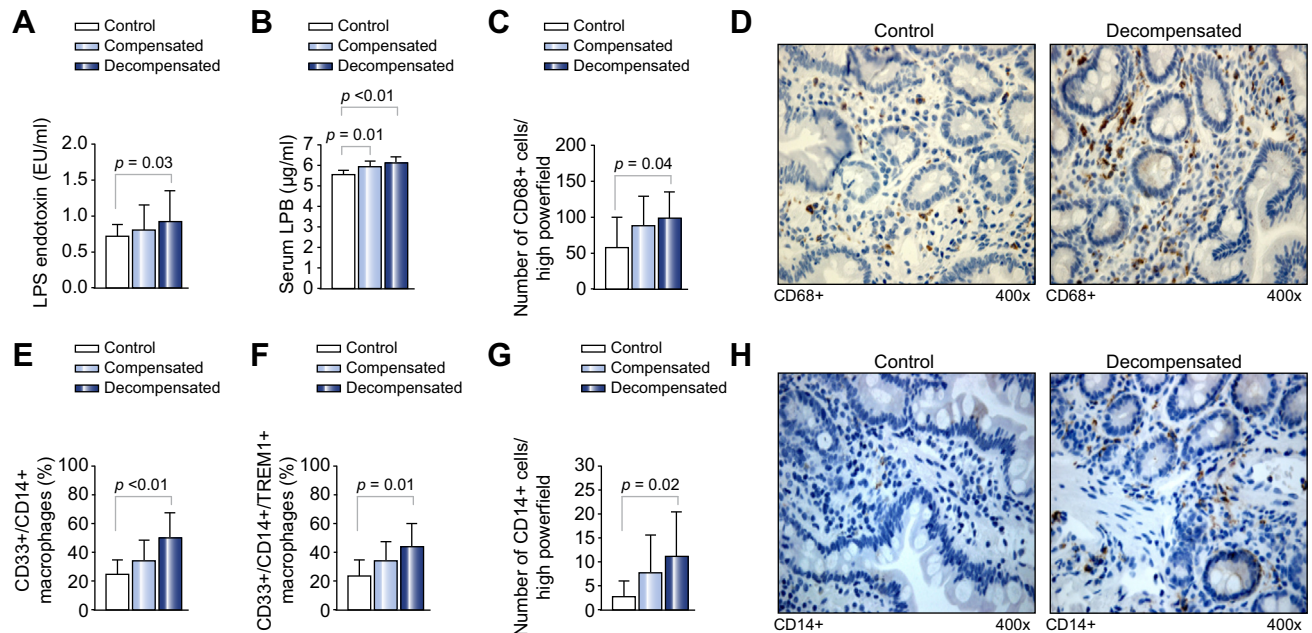 A
Control
Compensated
Decompensated
LPS endotoxin (EU/ml)
2.0
1.5
1.0
0.5
0.0
p = 0.03
B
Control
Compensated
Decompensated
Serum LPB (µg/ml)
7
6
5
4
3
2
1
0
p <0.01
p = 0.01
C
Control
Compensated
Decompensated
Number of CD68+ cells/
high powerfield
200
150
100
50
0
p = 0.04
D
Control
Decompensated
CD68+ 400x
CD68+ 400x
E
Control
Compensated
Decompensated
CD33+/CD14+
macrophages (%)
100
80
60
40
20
0
p <0.01
F
Control
Compensated
Decompensated
CD33+/CD14+/TREM1+
macrophages (%)
100
80
60
40
20
0
p = 0.01
G
Control
Compensated
Decompensated
Number of CD14+ cells/
high powerfield
30
25
20
15
10
5
0
p = 0.02
H
Control
Decompensated
CD14+ 400x
CD14+ 400x